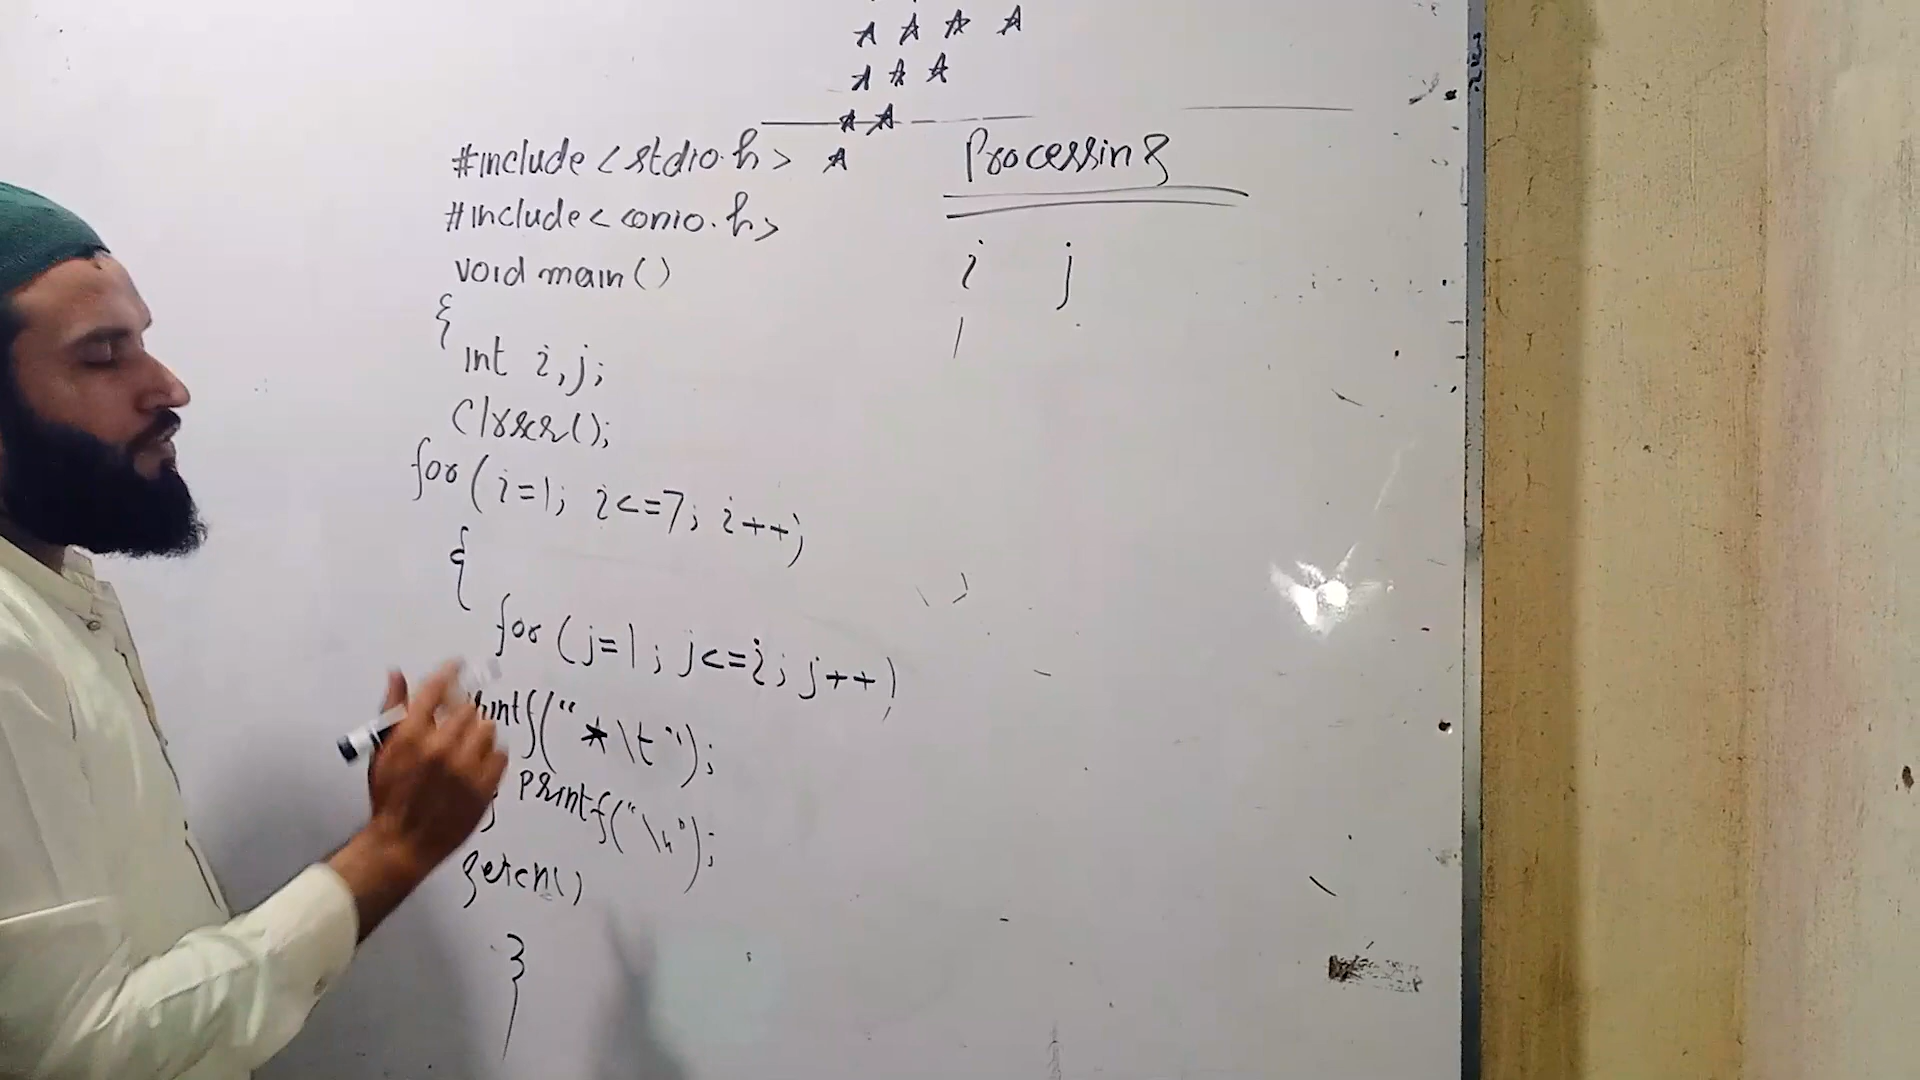 #include <stdio.h>
#include <conio.h>
void main()
{
int i,j;
Clrscr();
for (i=1; i<=7; i++)
{
for (j=1; j<=i; j++)
printf("*\t");
} printf("\n");
getch()
}
Processing
i j
1